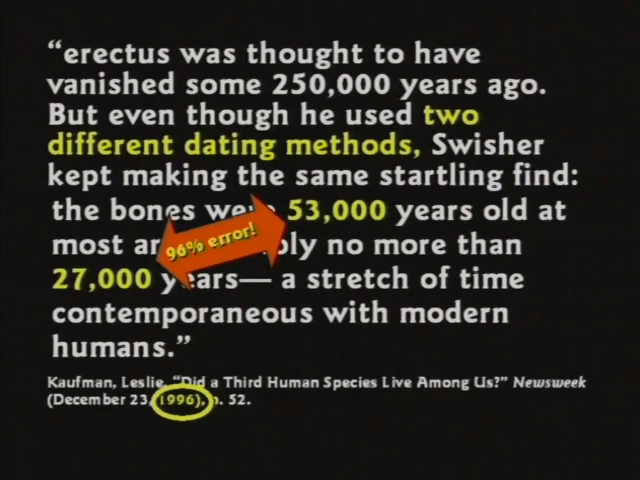 “erectus was thought to have
vanished some 250,000 years ago.
But even though he used two
different dating methods, Swisher
kept making the same startling find:
the bones 53,000 years old at
most no more than
96% error!
27,000 years— a stretch of time
contemporaneous with modern
humans.”
Kaufman, Leslie, “Did a Third Human Species Live Among Us?” Newsweek
(December 23, 1996), p. 52.